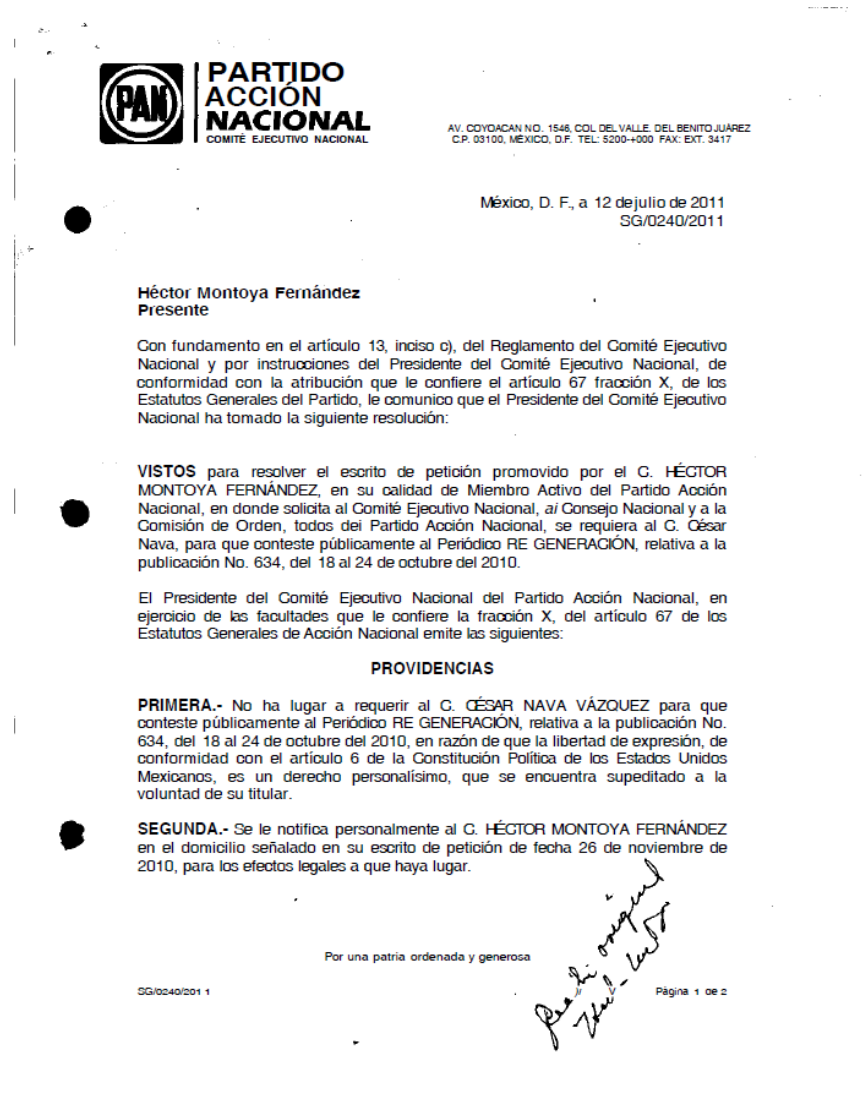 PAN
PARTIDO
ACCIÓN
NACIONAL
COMITÉ EJECUTIVO NACIONAL
AV. COYOACAN NO. 1546, COL DEL VALLE. DEL BENITO JUÁREZ
C.P. 03100, MÉXICO, D.F. TEL: 5200-+000 FAX: EXT. 3417
México, D. F., a 12 de julio de 2011
SG/0240/2011
Héctor Montoya Fernández
Presente
Con fundamento en el artículo 13, inciso c), del Reglamento del Comité Ejecutivo
Nacional y por instrucciones del Presidente del Comité Ejecutivo Nacional, de
conformidad con la atribución que le confiere el artículo 67 fracción X, de los
Estatutos Generales del Partido, le comunico que el Presidente del Comité Ejecutivo
Nacional ha tomado la siguiente resolución:
VISTOS para resolver el escrito de petición promovido por el C. HÉCTOR
MONTOYA FERNÁNDEZ, en su calidad de Miembro Activo del Partido Acción
Nacional, en donde solicita al Comité Ejecutivo Nacional, ai Consejo Nacional y a la
Comisión de Orden, todos dei Partido Acción Nacional, se requiera al C. César
Nava, para que conteste públicamente al Periódico RE GENERACIÓN, relativa a la
publicación No. 634, del 18 al 24 de octubre del 2010.
El Presidente del Comité Ejecutivo Nacional del Partido Acción Nacional, en
ejercicio de las facultades que le confiere la fracción X, del artículo 67 de los
Estatutos Generales de Acción Nacional emite las siguientes:
PROVIDENCIAS
PRIMERA.- No ha lugar a requerir al C. CÉSAR NAVA VÁZQUEZ para que
conteste públicamente al Periódico RE GENERACIÓN, relativa a la publicación No.
634, del 18 al 24 de octubre del 2010, en razón de que la libertad de expresión, de
conformidad con el artículo 6 de la Constitución Política de los Estados Unidos
Mexicanos, es un derecho personalísimo, que se encuentra supeditado a la
voluntad de su titular.
SEGUNDA.- Se le notifica personalmente al C. HÉCTOR MONTOYA FERNÁNDEZ
en el domicilio señalado en su escrito de petición de fecha 26 de noviembre de
2010, para los efectos legales a que haya lugar.
original
Por una patria ordenada y generosa
SG/0240/201 1
Página 1 de 2